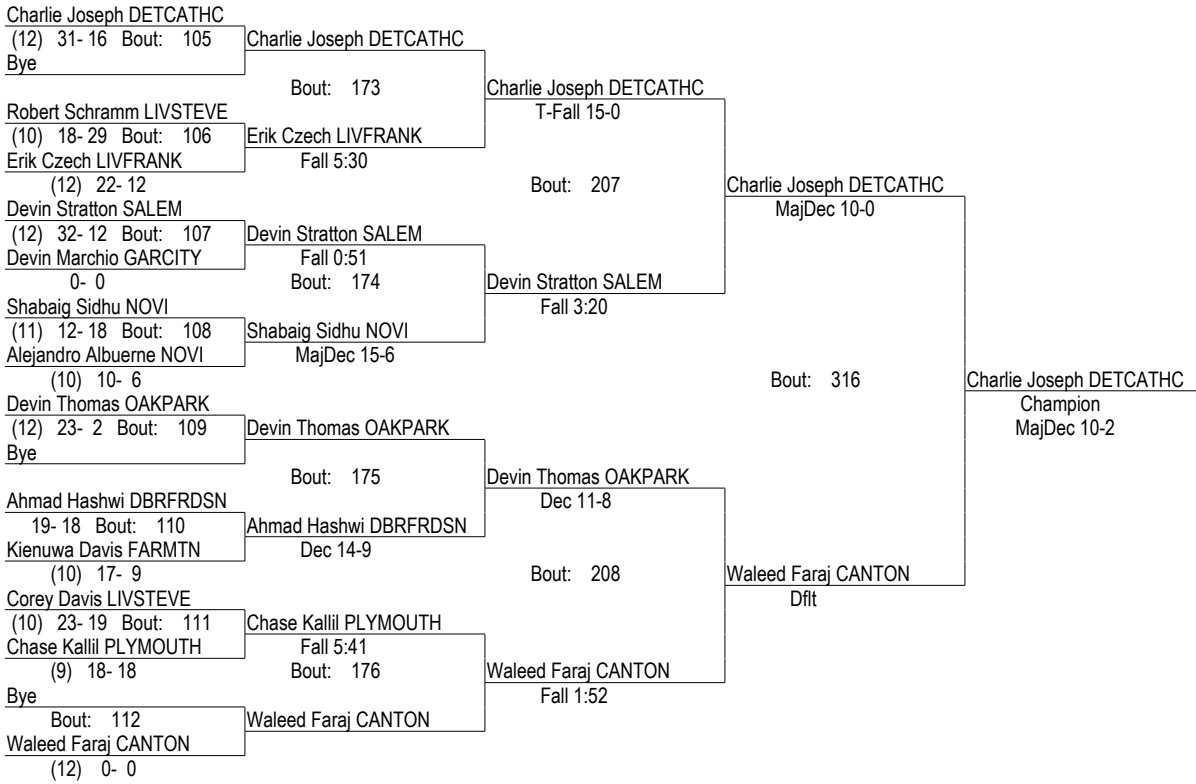 Charlie Joseph DETCATHC
(12) 31- 16 Bout: 105
Bye
Charlie Joseph DETCATHC
Bout: 173
Charlie Joseph DETCATHC
T-Fall 15-0
Robert Schramm LIVSTEVE
(10) 18- 29 Bout: 106
Erik Czech LIVFRANK
(12) 22- 12
Erik Czech LIVFRANK
Fall 5:30
Bout: 207
Charlie Joseph DETCATHC
MajDec 10-0
Devin Stratton SALEM
(12) 32- 12 Bout: 107
Devin Marchio GARCITY
0- 0
Devin Stratton SALEM
Fall 0:51
Bout: 174
Devin Stratton SALEM
Fall 3:20
Shabaig Sidhu NOVI
(11) 12- 18 Bout: 108
Alejandro Albuerne NOVI
(10) 10- 6
Shabaig Sidhu NOVI
MajDec 15-6
Bout: 316
Charlie Joseph DETCATHC
Champion
MajDec 10-2
Devin Thomas OAKPARK
(12) 23- 2 Bout: 109
Bye
Devin Thomas OAKPARK
Bout: 175
Devin Thomas OAKPARK
Dec 11-8
Ahmad Hashwi DBRFRDSN
19- 18 Bout: 110
Kienuwa Davis FARMTN
(10) 17- 9
Ahmad Hashwi DBRFRDSN
Dec 14-9
Bout: 208
Waleed Faraj CANTON
Dflt
Corey Davis LIVSTEVE
(10) 23- 19 Bout: 111
Chase Kallil PLYMOUTH
(9) 18- 18
Chase Kallil PLYMOUTH
Fall 5:41
Bout: 176
Waleed Faraj CANTON
Fall 1:52
Bye
Bout: 112
Waleed Faraj CANTON
(12) 0- 0
Waleed Faraj CANTON